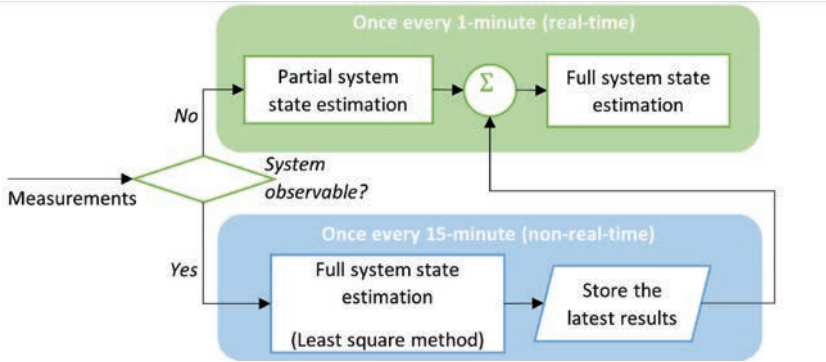 Once every 1-minute (real-time)
Partial system
state estimation
Σ
Full system state
estimation
No
System
observable?
Measurements
Yes
Once every 15-minute (non-real-time)
Full system state
estimation
(Least square method)
Store the
latest results